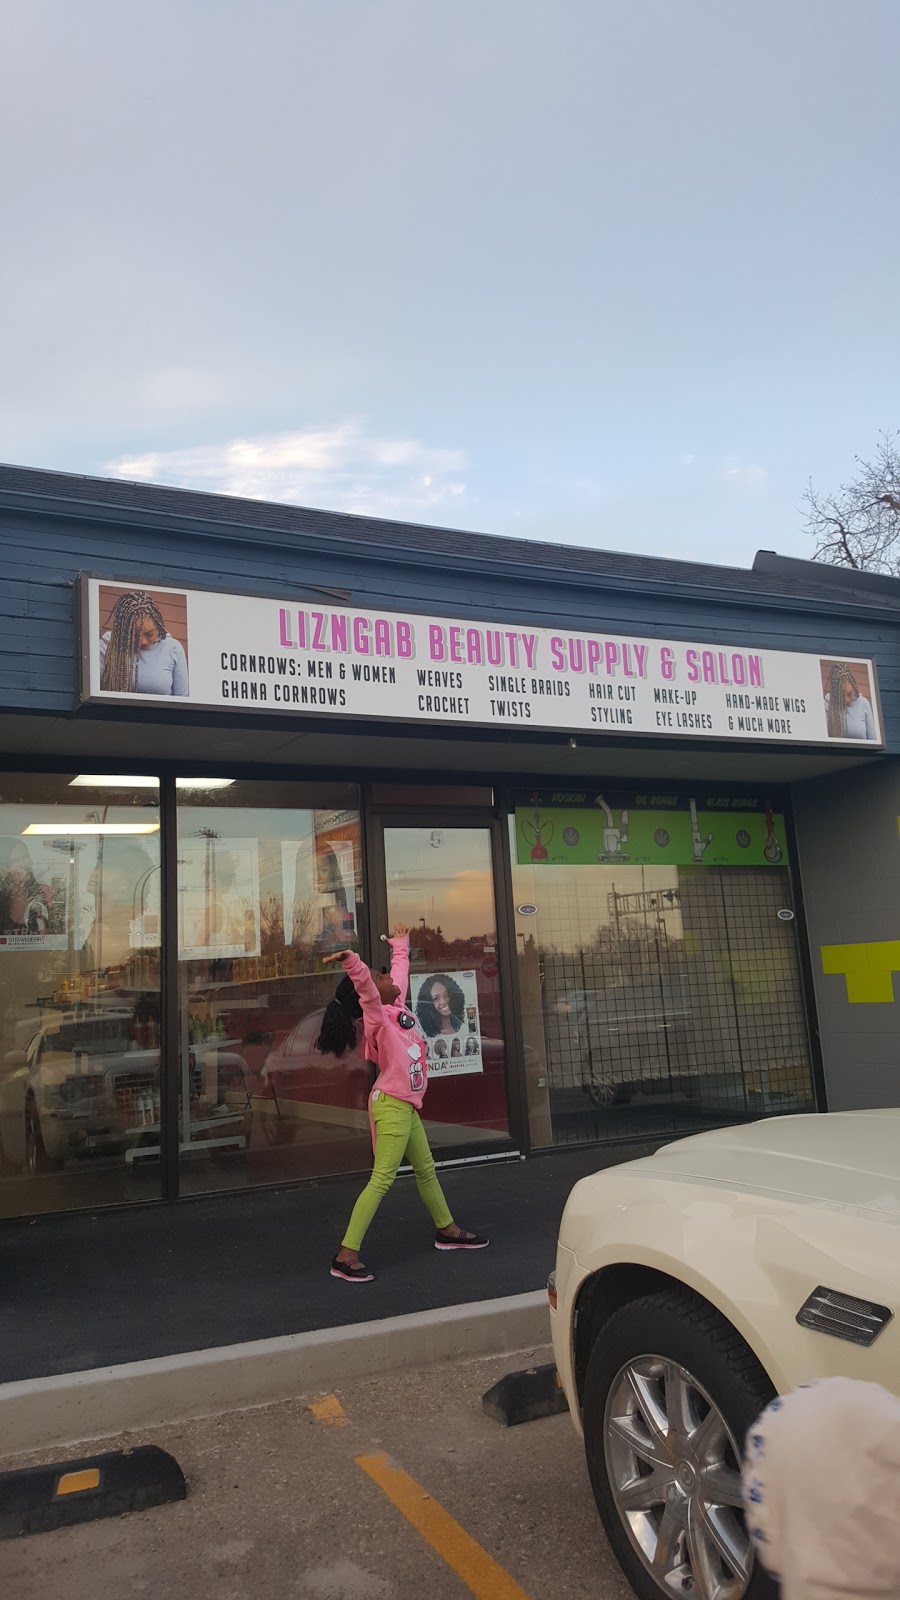 LIZNGAB BEAUTY SUPPLY & SALON
CORNROWS: MEN & WOMEN WEAVES SINGLE BRAIDS HAIR CUT MAKE-UP HAND-MADE WIGS
GHANA CORNROWS CROCHET TWISTS STYLING EYE LASHES & MUCH MORE
HOOKAH OIL BONGS GLASS BONGS
5
NDA